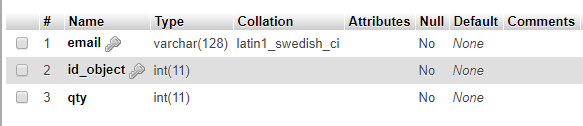 # Name Type Collation Attributes Null Default Comments
1 email varchar(128) latin1_swedish_ci No None
2 id_object int(11) No None
3 qty int(11) No None